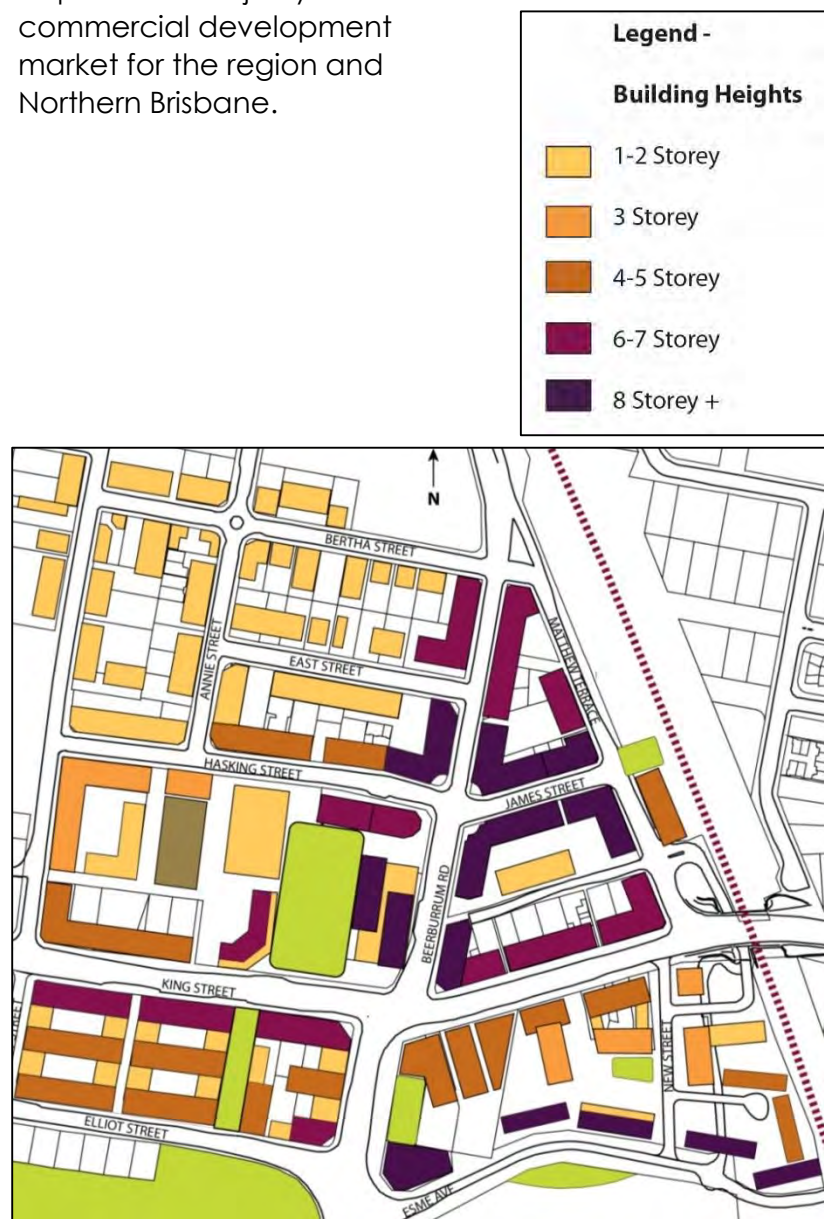 commercial development
market for the region and
Northern Brisbane.
Legend -
Building Heights
1-2 Storey
3 Storey
4-5 Storey
6-7 Storey
8 Storey +
N
BERTHA STREET
MATTHEW TERRACE
ANNIE STREET
EAST STREET
HASKING STREET
JAMES STREET
BEERBURRUM RD
KING STREET
STREET
NEW STREET
ELLIOT STREET
ESME AVE